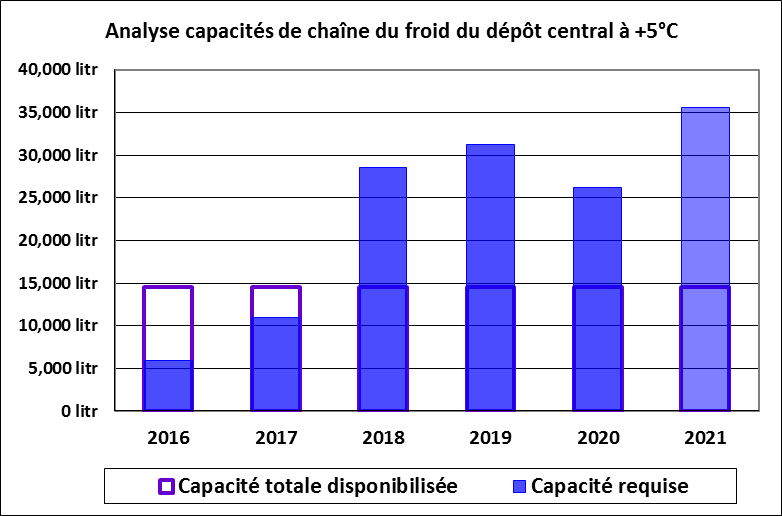 Analyse capacités de chaîne du froid du dépôt central à +5°C
40,000 litr
35,000 litr
30,000 litr
25,000 litr
20,000 litr
15,000 litr
10,000 litr
5,000 litr
0 litr
2016 2017 2018 2019 2020 2021
Capacité totale disponibilisée Capacité requise